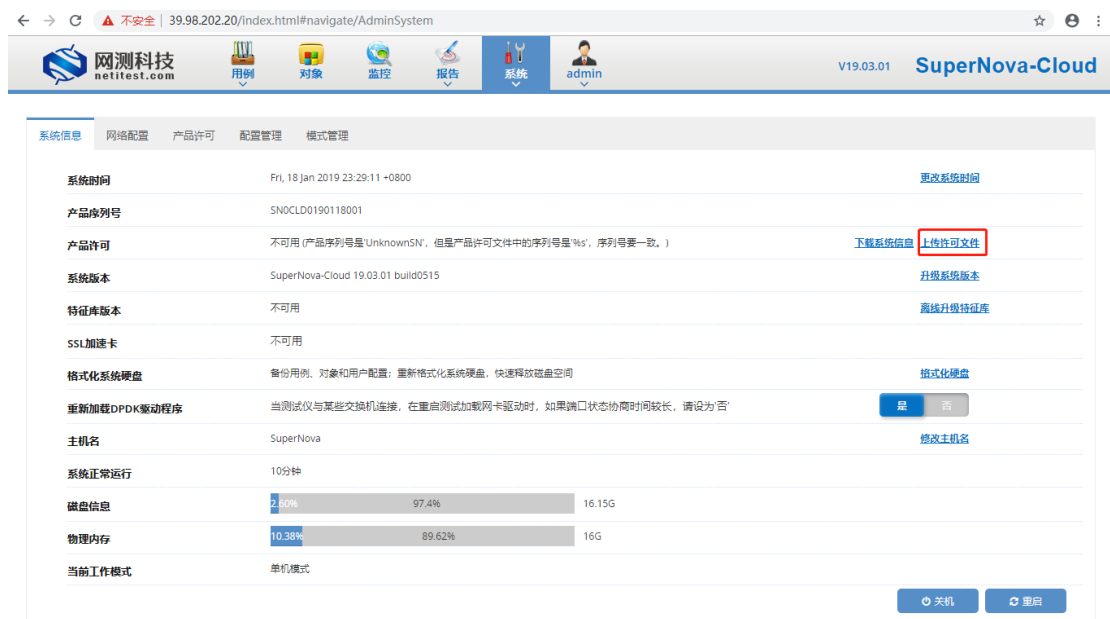 不安全 | 39.98.202.20/index.html#navigate/AdminSystem
网测科技
netitest.com
用例
对象
监控
报告
系统
admin
V19.03.01
SuperNova-Cloud
系统信息 网络配置 产品许可 配置管理 模式管理
系统时间 Fri, 18 Jan 2019 23:29:11 +0800 更改系统时间
产品序列号 SN0CLD0190118001
产品许可 不可用 (产品序列号是'UnknownSN', 但是产品许可文件中的序列号是'%s', 序列号要一致。) 下载系统信息 上传许可文件
系统版本 SuperNova-Cloud 19.03.01 build0515 升级系统版本
特征库版本 不可用 离线升级特征库
SSL加速卡 不可用
格式化系统硬盘 备份用例、对象和用户配置；重新格式化系统硬盘，快速释放磁盘空间 格式化硬盘
重新加载DPDK驱动程序 当测试仪与某些交换机连接，在重启测试加载网卡驱动时，如果端口状态协商时间较长，请设为'否' 是 否
主机名 SuperNova 修改主机名
系统正常运行 10分钟
磁盘信息 2.60% 97.4% 16.15G
物理内存 10.38% 89.62% 16G
当前工作模式 单机模式
关机 重启